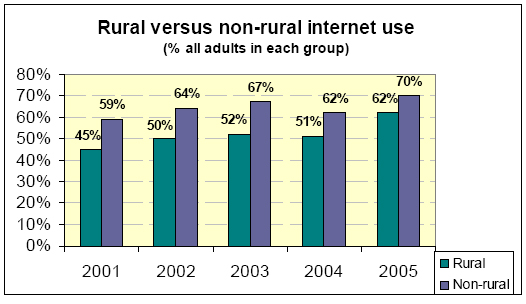 Rural versus non-rural internet use
(% all adults in each group)
80%
70%
60%
50%
40%
30%
20%
10%
0%
45% 59% 50% 64% 52% 67% 51% 62% 62% 70%
2001 2002 2003 2004 2005
Rural
Non-rural